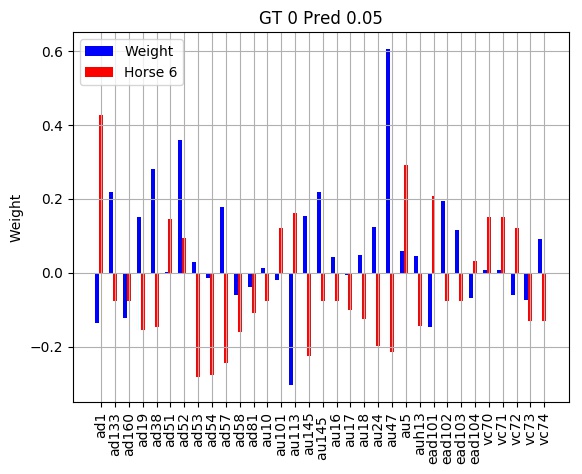 GT 0 Pred 0.05
Weight
Horse 6
Weight
0.6
0.4
0.2
0.0
−0.2
ad1
ad133
ad160
ad19
ad38
ad51
ad52
ad53
ad54
ad57
ad58
ad81
au10
au101
au113
au145
au145
au16
au17
au18
au24
au47
au5
auh13
ead101
ead102
ead103
ead104
vc70
vc71
vc72
vc73
vc74